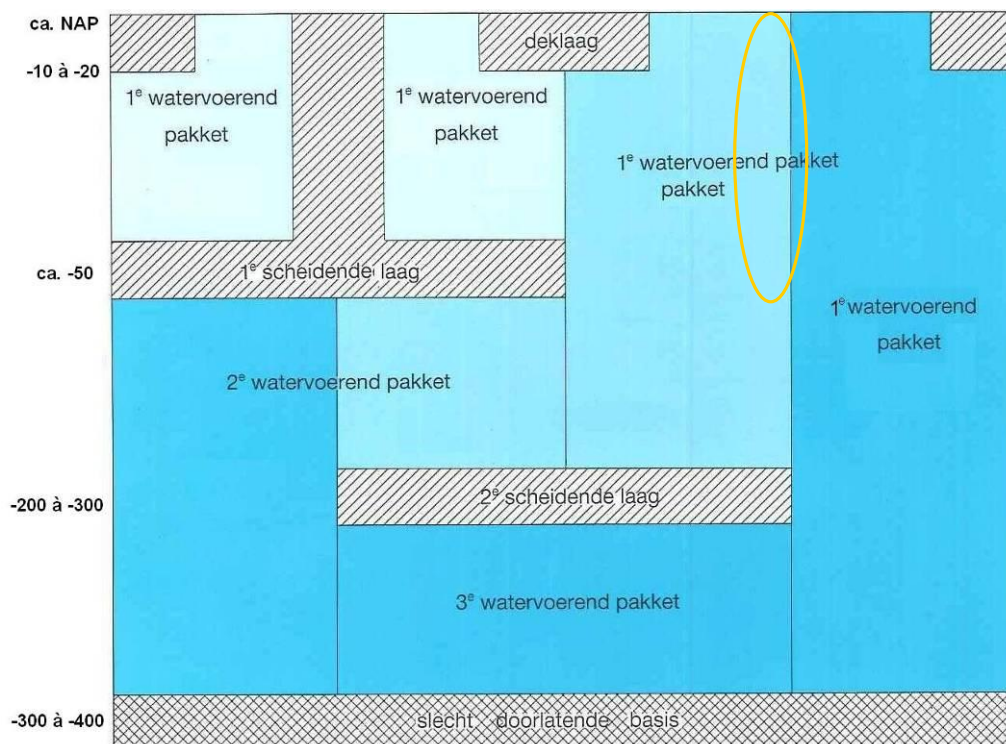 ca. NAP
deklaag
-10 à -20
1e watervoerend
pakket
1e watervoerend
pakket
1e watervoerend pakket
pakket
ca. -50
1e scheidende laag
1e watervoerend
pakket
2e watervoerend pakket
-200 à -300
2e scheidende laag
3e watervoerend pakket
-300 à -400
slecht doorlatende basis